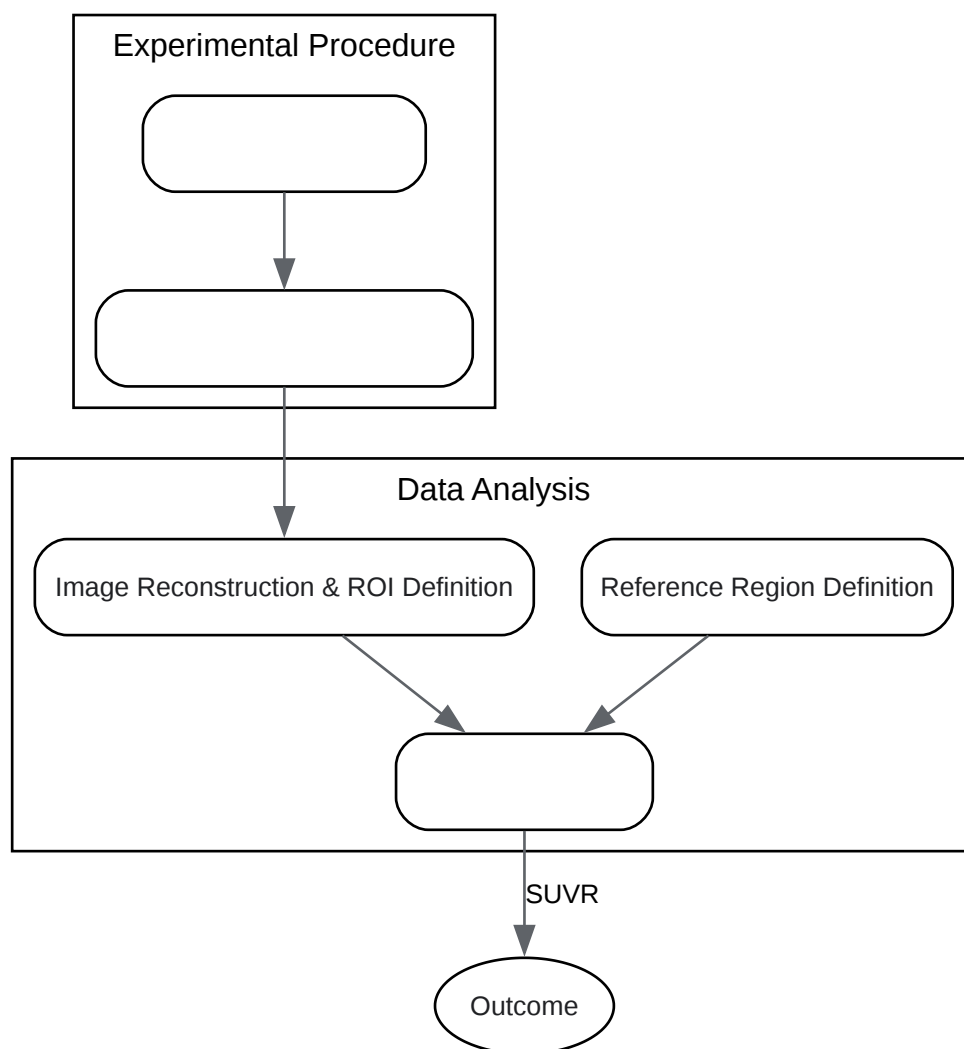 Experimental Procedure
Data Analysis
Image Reconstruction & ROI Definition
Reference Region Definition
SUVR
Outcome